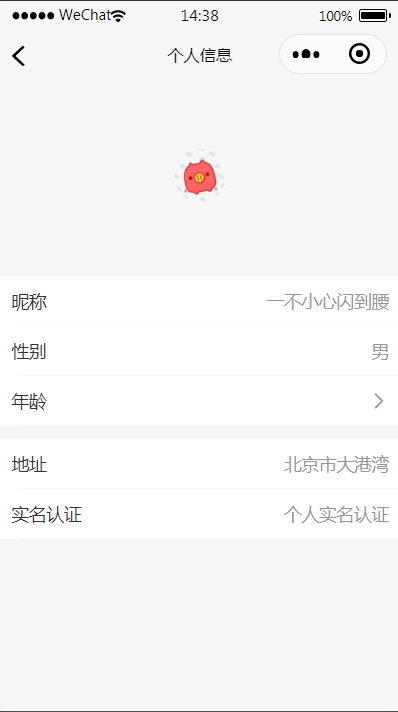 WeChat 14:38 100%
个人信息
昵称 一不小心闪到腰
性别 男
年龄
地址 北京市大港湾
实名认证 个人实名认证